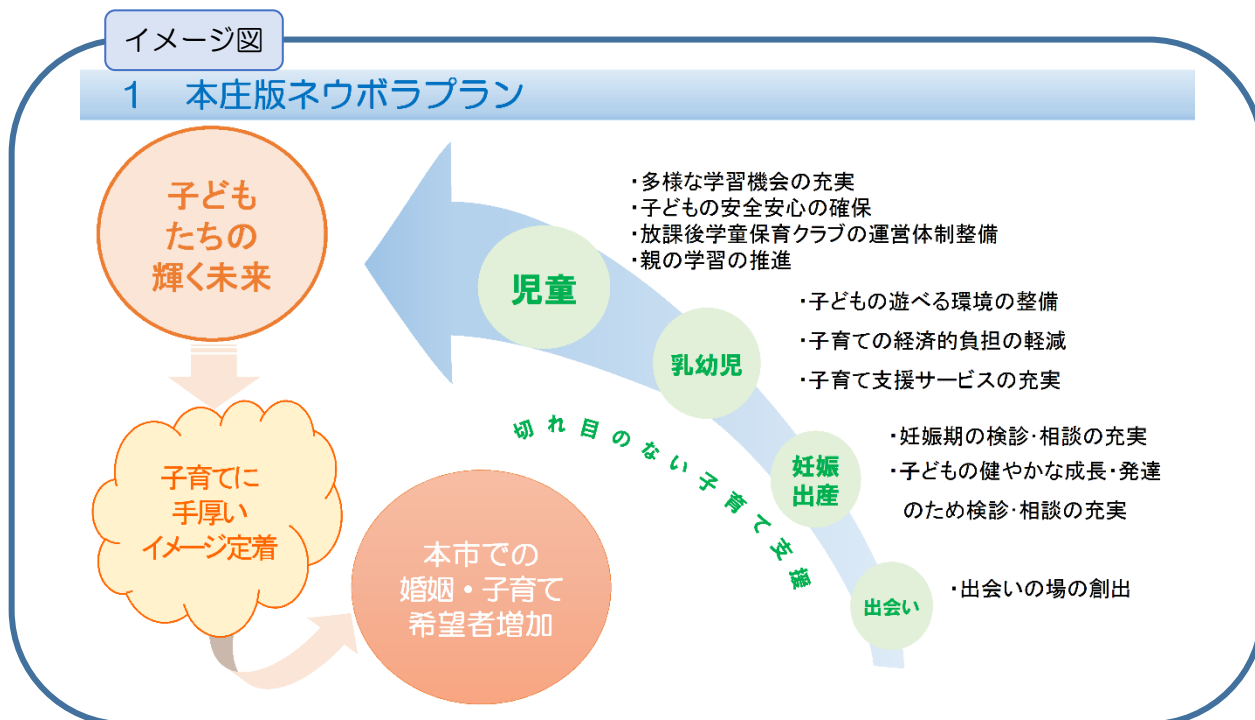 イメージ図
1 本庄版ネウボラプラン
子ども
たちの
輝く未来
・多様な学習機会の充実
・子どもの安全安心の確保
・放課後学童保育クラブの運営体制整備
・親の学習の推進
児童
・子どもの遊べる環境の整備
・子育ての経済的負担の軽減
・子育て支援サービスの充実
乳幼児
切れ目のない子育て支援
・妊娠期の検診・相談の充実
・子どもの健やかな成長・発達
のため検診・相談の充実
妊娠
出産
・出会いの場の創出
出会い
子育てに
手厚い
イメージ定着
本市での
婚姻・子育て
希望者増加